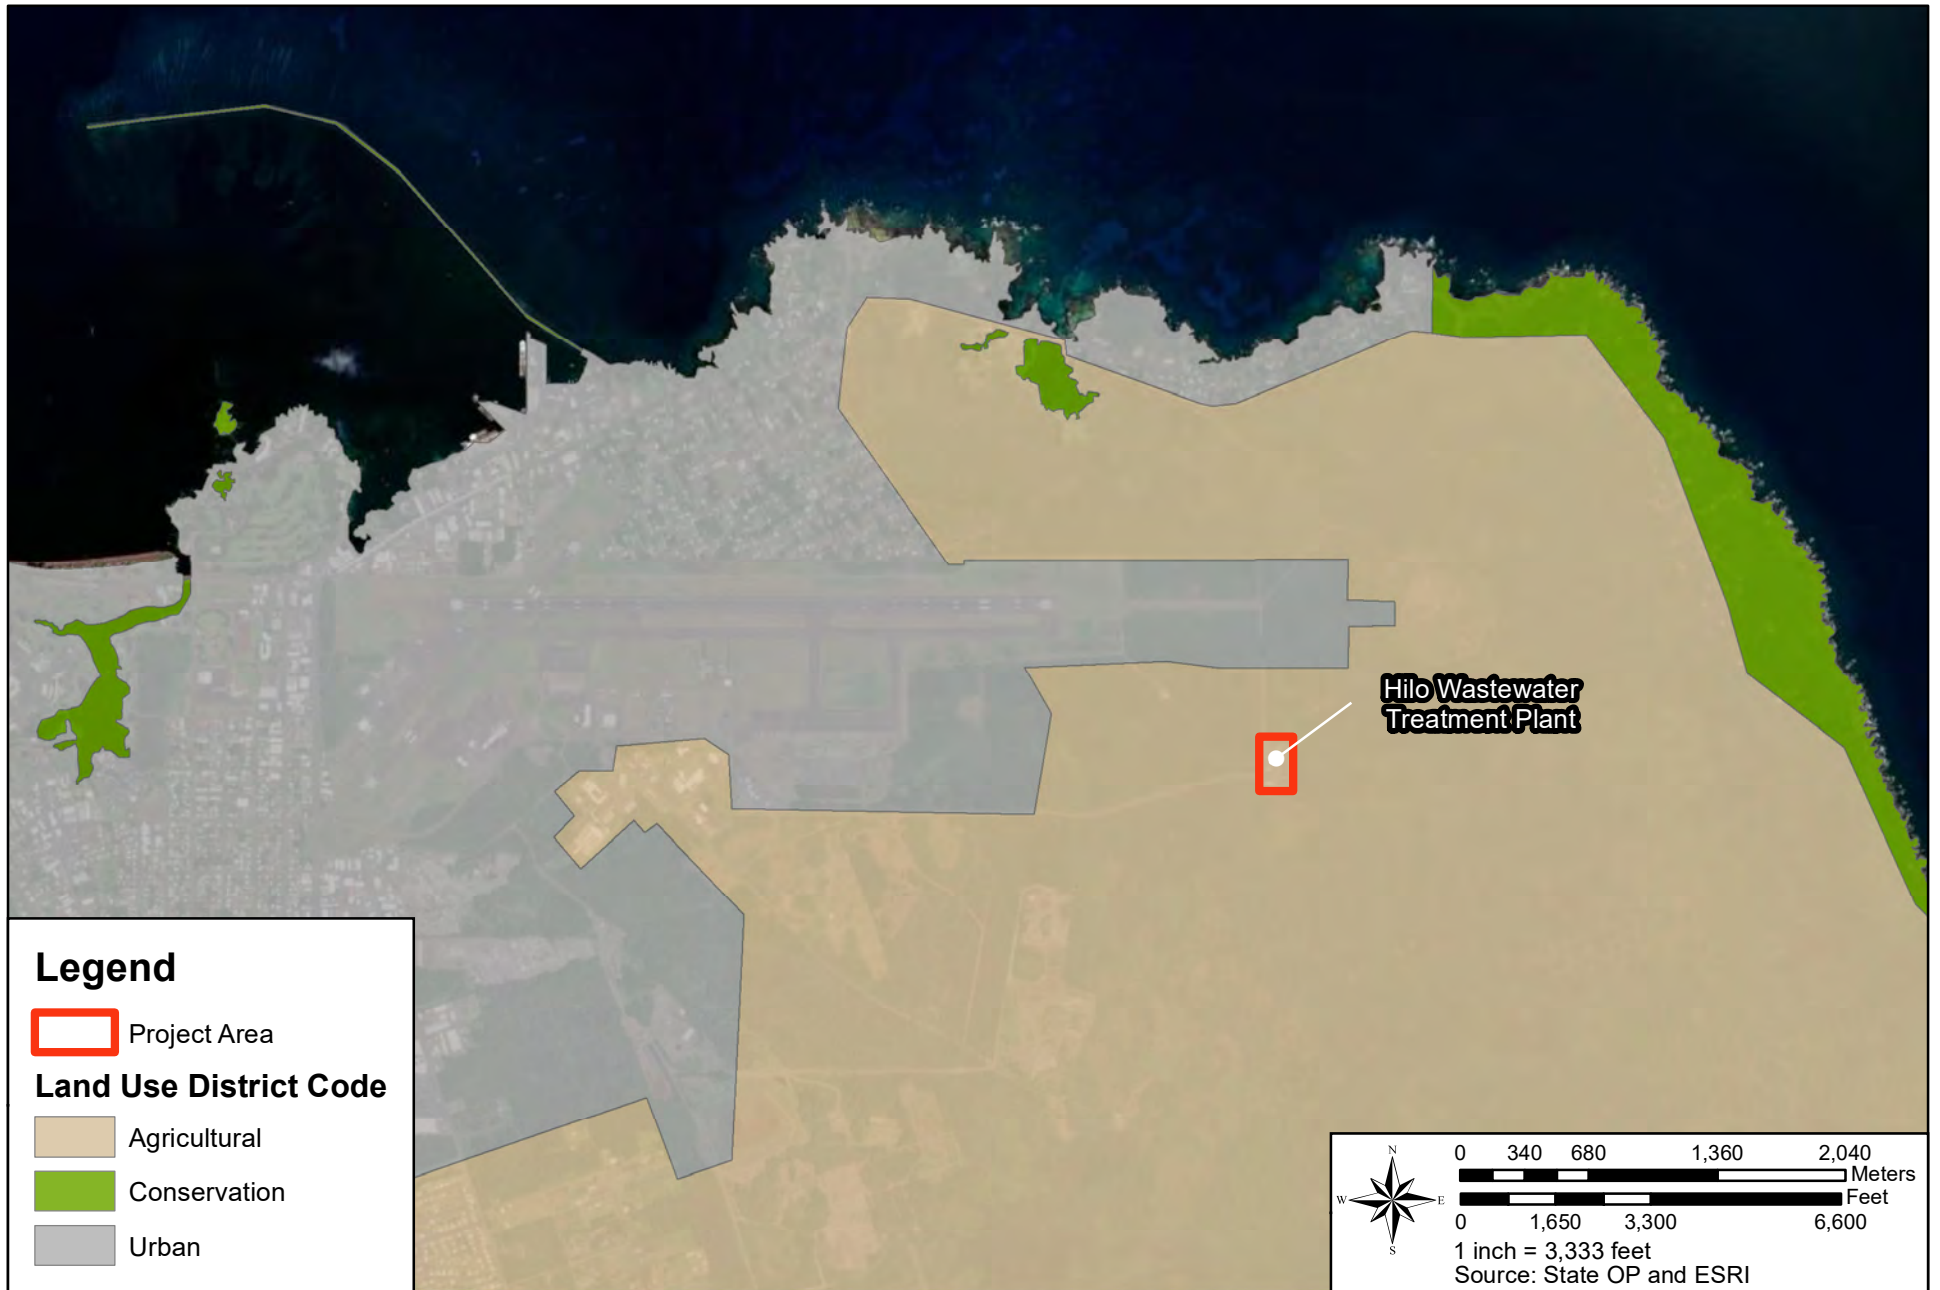 Hilo Wastewater
Treatment Plant
Legend
Project Area
Land Use District Code
Agricultural
Conservation
Urban
N
W E
S
0 340 680 1,360 2,040
Meters
Feet
0 1,650 3,300 6,600
1 inch = 3,333 feet
Source: State OP and ESRI